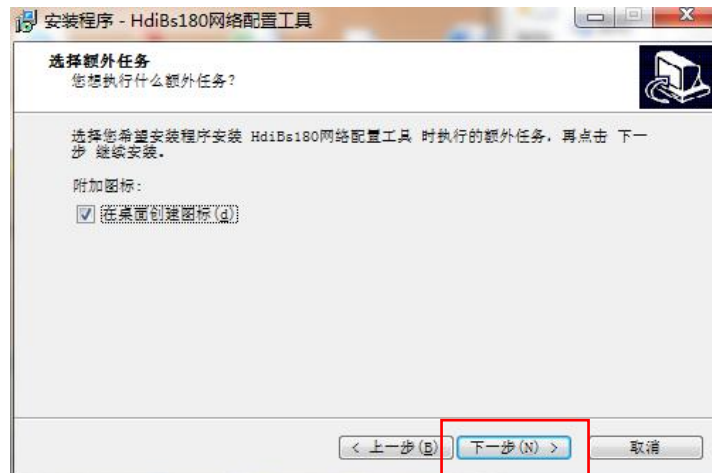 安装程序 - HdiBs180网络配置工具
选择额外任务
您想执行什么额外任务?
选择您希望安装程序安装 HdiBs180网络配置工具 时执行的额外任务，再点击 下一
步 继续安装.
附加图标:
在桌面创建图标(d)
< 上一步(B)
下一步(N) >
取消